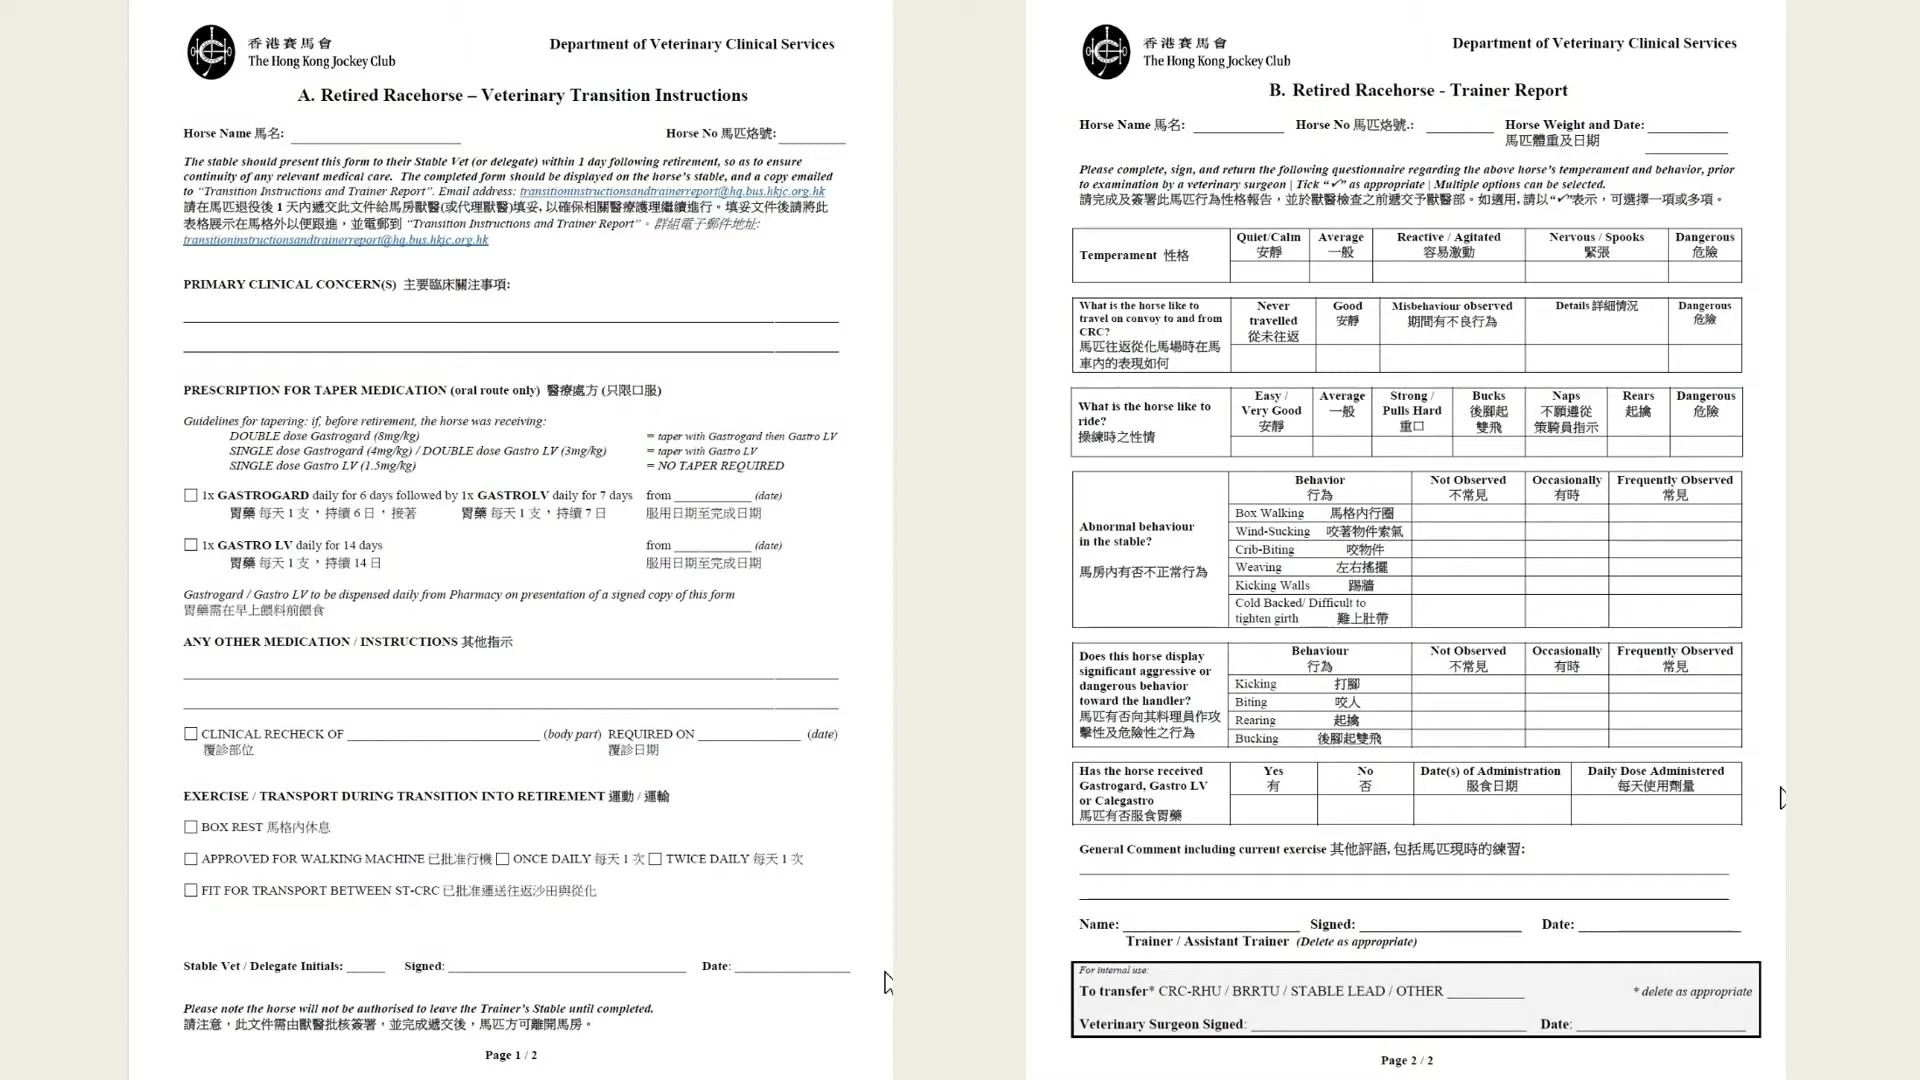 香港賽馬會
The Hong Kong Jockey Club
Department of Veterinary Clinical Services
A. Retired Racehorse – Veterinary Transition Instructions
Horse Name 馬名: Horse No 馬匹烙號:
The stable should present this form to their Stable Vet (or delegate) within 1 day following retirement, so as to ensure
continuity of any relevant medical care. The completed form should be displayed on the horse's stable, and a copy emailed
to “Transition Instructions and Trainer Report”. Email address: transitioninstructionsandtrainerreport@hq.bus.hkjc.org.hk
請在馬匹退役後 1 天內遞交此文件給馬房獸醫(或代理獸醫)填妥, 以確保相關醫療護理繼續進行。填妥文件後請將此
表格展示在馬格外以便跟進，並電郵到 “Transition Instructions and Trainer Report”。群組電子郵件地址:
transitioninstructionsandtrainerreport@hq.bus.hkjc.org.hk
PRIMARY CLINICAL CONCERN(S) 主要臨床關注事項:
PRESCRIPTION FOR TAPER MEDICATION (oral route only) 醫療處方 (只限口服)
Guidelines for tapering: if, before retirement, the horse was receiving:
DOUBLE dose Gastrogard (8mg/kg) = taper with Gastrogard then Gastro LV
SINGLE dose Gastrogard (4mg/kg) / DOUBLE dose Gastro LV (3mg/kg) = taper with Gastro LV
SINGLE dose Gastro LV (1.5mg/kg) = NO TAPER REQUIRED
1x GASTROGARD daily for 6 days followed by 1x GASTROLV daily for 7 days from (date)
胃藥 每天 1 支，持續 6 日，接著 胃藥 每天 1 支，持續 7 日 服用日期至完成日期
1x GASTRO LV daily for 14 days from (date)
胃藥 每天 1 支，持續 14 日 服用日期至完成日期
Gastrogard / Gastro LV to be dispensed daily from Pharmacy on presentation of a signed copy of this form
胃藥需在早上餵料前餵食
ANY OTHER MEDICATION / INSTRUCTIONS 其他指示
CLINICAL RECHECK OF (body part) REQUIRED ON (date)
覆診部位 覆診日期
EXERCISE / TRANSPORT DURING TRANSITION INTO RETIREMENT 運動 / 運輸
BOX REST 馬格內休息
APPROVED FOR WALKING MACHINE 已批准行機 ONCE DAILY 每天 1 次 TWICE DAILY 每天 1 次
FIT FOR TRANSPORT BETWEEN ST-CRC 已批准運送往返沙田與從化
Stable Vet / Delegate Initials: Signed: Date:
Please note the horse will not be authorised to leave the Trainer's Stable until completed.
請注意，此文件需由獸醫批核簽署，並完成遞交後，馬匹方可離開馬房。
Page 1 / 2
香港賽馬會
The Hong Kong Jockey Club
Department of Veterinary Clinical Services
B. Retired Racehorse - Trainer Report
Horse Name 馬名: Horse No 馬匹烙號.: Horse Weight and Date:
馬匹體重及日期
Please complete, sign, and return the following questionnaire regarding the above horse's temperament and behavior, prior
to examination by a veterinary surgeon | Tick “✓” as appropriate | Multiple options can be selected.
請完成及簽署此馬匹行為性格報告，並於獸醫檢查之前遞交予獸醫部。如適用, 請以“✓”表示，可選擇一項或多項。
Temperament 性格
Quiet/Calm Average Reactive / Agitated Nervous / Spooks Dangerous
安靜 一般 容易激動 緊張 危險
What is the horse like to
travel on convoy to and from
CRC?
馬匹往返從化馬場時在馬
車內的表現如何
Never Good Misbehaviour observed Details 詳細情況 Dangerous
travelled 安靜 期間有不良行為 危險
從未往返
What is the horse like to
ride?
操練時之性情
Easy / Average Strong / Bucks Naps Rears Dangerous
Very Good 一般 Pulls Hard 後腳起 不願遵從 起擒 危險
安靜 重口 雙飛 策騎員指示
Abnormal behaviour
in the stable?
馬房內有否不正常行為
Behavior Not Observed Occasionally Frequently Observed
行為 不常見 有時 常見
Box Walking 馬格內行圈
Wind-Sucking 咬著物件索氣
Crib-Biting 咬物件
Weaving 左右搖擺
Kicking Walls 踢牆
Cold Backed/ Difficult to
tighten girth 難上肚帶
Does this horse display
significant aggressive or
dangerous behavior
toward the handler?
馬匹有否向其料理員作攻
擊性及危險性之行為
Behaviour Not Observed Occasionally Frequently Observed
行為 不常見 有時 常見
Kicking 打腳
Biting 咬人
Rearing 起擒
Bucking 後腳起雙飛
Has the horse received
Gastrogard, Gastro LV
or Calegastro
馬匹有否服食胃藥
Yes No Date(s) of Administration Daily Dose Administered
有 否 服食日期 每天使用劑量
General Comment including current exercise 其他評語, 包括馬匹現時的練習:
Name: Signed: Date:
Trainer / Assistant Trainer (Delete as appropriate)
For internal use:
To transfer* CRC-RHU / BRRTU / STABLE LEAD / OTHER * delete as appropriate
Veterinary Surgeon Signed: Date:
Page 2 / 2